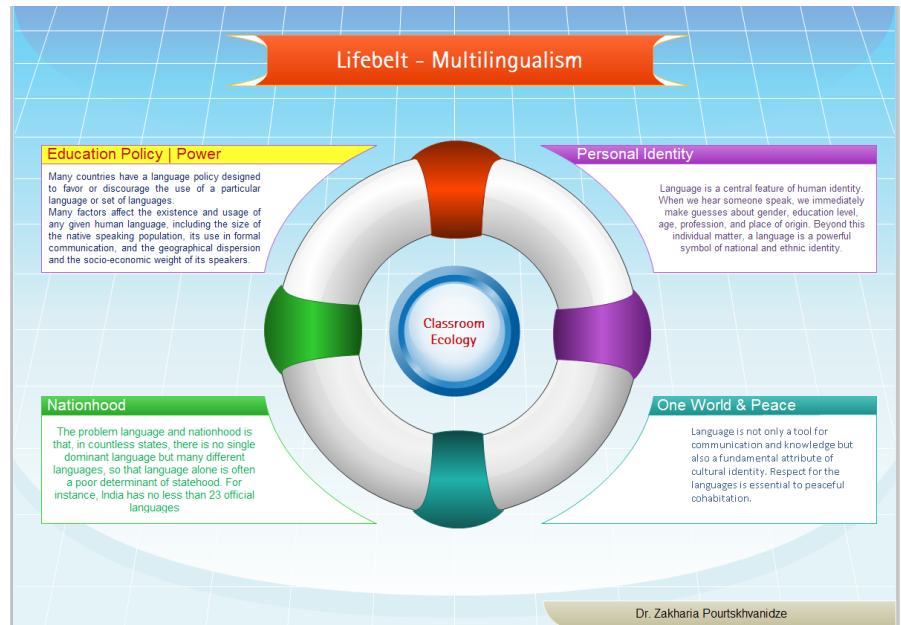 Lifebelt - Multilingualism
Education Policy | Power
Many countries have a language policy designed
to favor or discourage the use of a particular
language or set of languages.
Many factors affect the existence and usage of
any given human language, including the size of
the native speaking population, its use in formal
communication, and the geographical dispersion
and the socio-economic weight of its speakers.
Personal Identity
Language is a central feature of human identity.
When we hear someone speak, we immediately
make guesses about gender, education level,
age, profession, and place of origin. Beyond this
individual matter, a language is a powerful
symbol of national and ethnic identity.
Classroom
Ecology
Nationhood
The problem language and nationhood is
that, in countless states, there is no single
dominant language but many different
languages, so that language alone is often
a poor determinant of statehood. For
instance, India has no less than 23 official
languages
One World & Peace
Language is not only a tool for
communication and knowledge but
also a fundamental attribute of
cultural identity. Respect for the
languages is essential to peaceful
cohabitation.
Dr. Zakharia Pourtskhvanidze